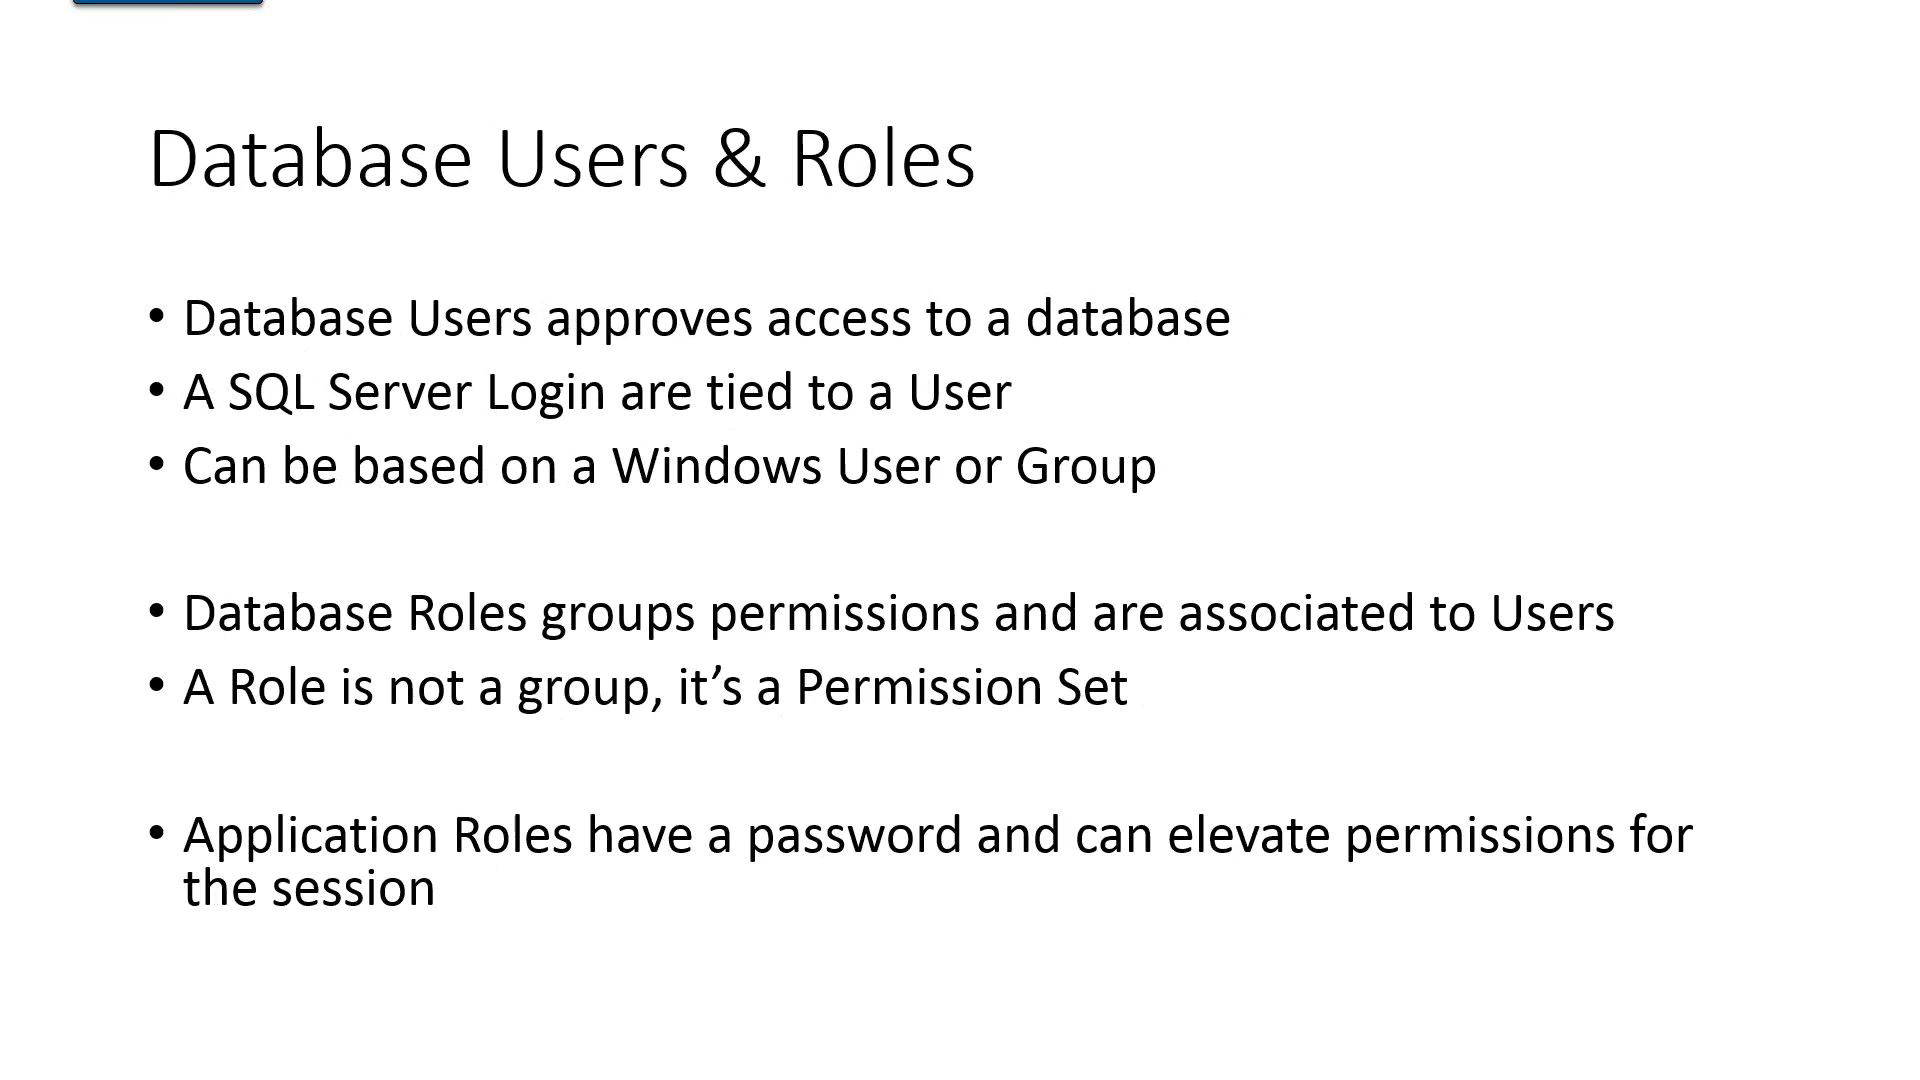 Database Users & Roles
• Database Users approves access to a database
• A SQL Server Login are tied to a User
• Can be based on a Windows User or Group
• Database Roles groups permissions and are associated to Users
• A Role is not a group, it’s a Permission Set
• Application Roles have a password and can elevate permissions for
the session